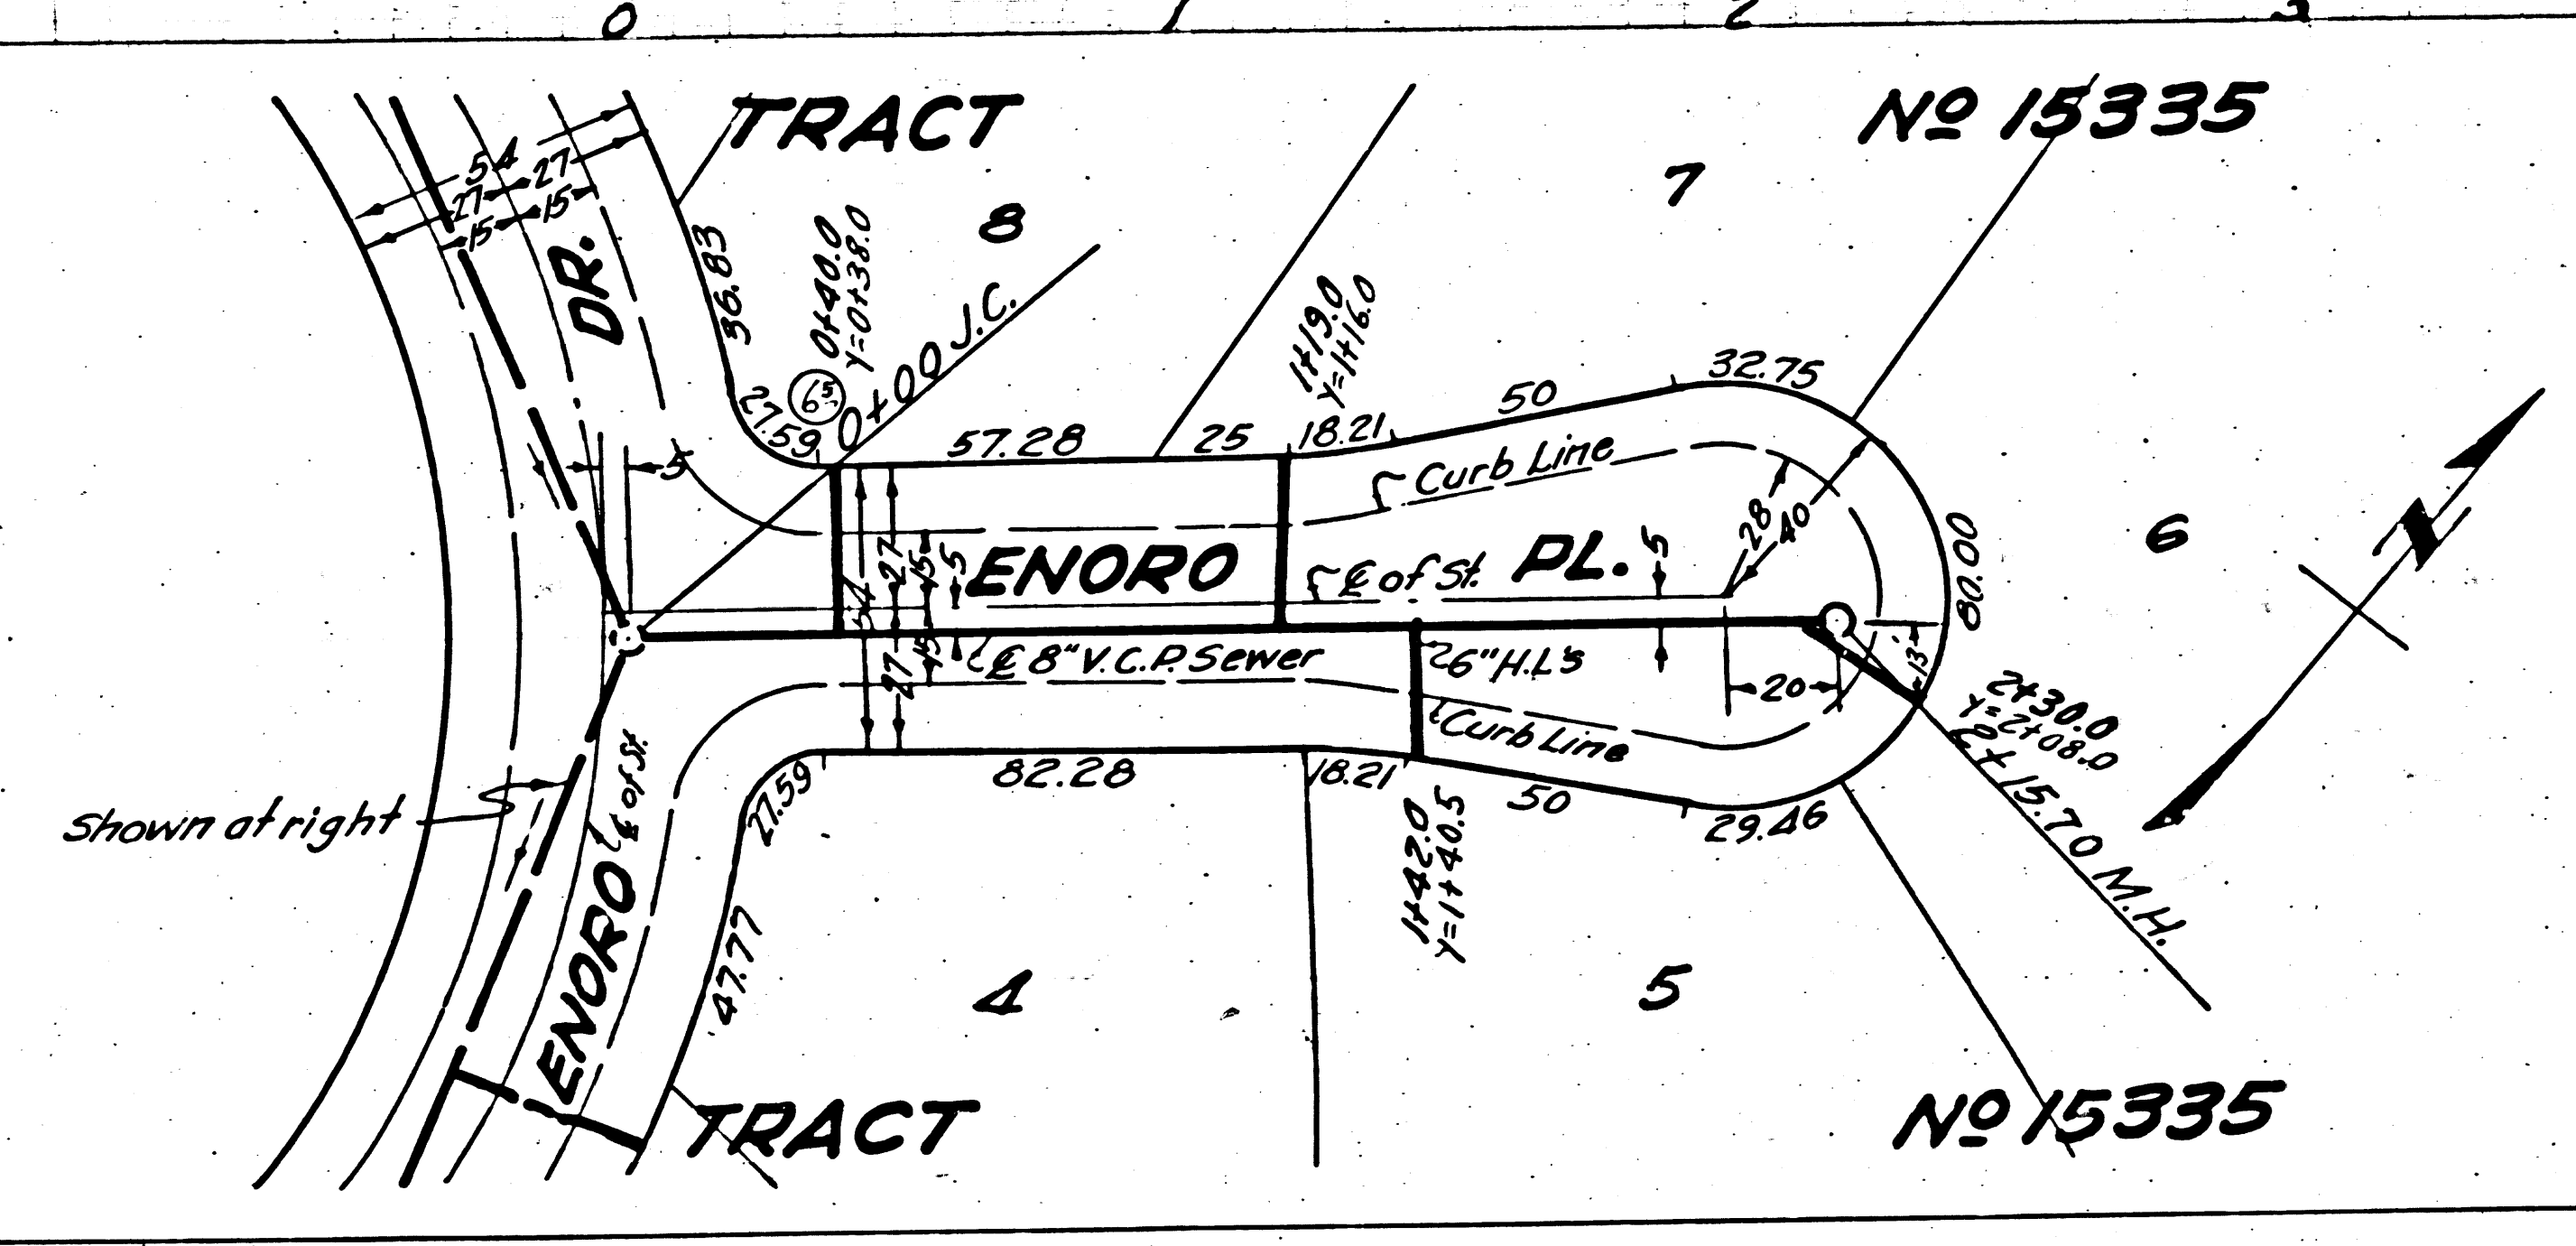 0 1 2 3
TRACT
Nº 15335
54
27 27
15 15
DR.
36.83
8
7
6
0+40.0
Y=0+38.0
0+00 J.C.
27.59
65
5
57.28
25
1+19.0
Y=1+16.0
18.21
50
32.75
Curb Line
28
40
80.00
54
27
15
5
ENORO PL.
℄ of St.
5
27
15
℄ 8" V.C.P. Sewer
6" H.L's
20
13
Curb Line
2+30.0
Y=2+08.0
2+15.70 M.H.
N
82.28
27.59
18.21
50
29.46
1+42.0
Y=1+40.5
Shown at right
℄ of St.
ENORO
47.77
4
5
TRACT
Nº 15335